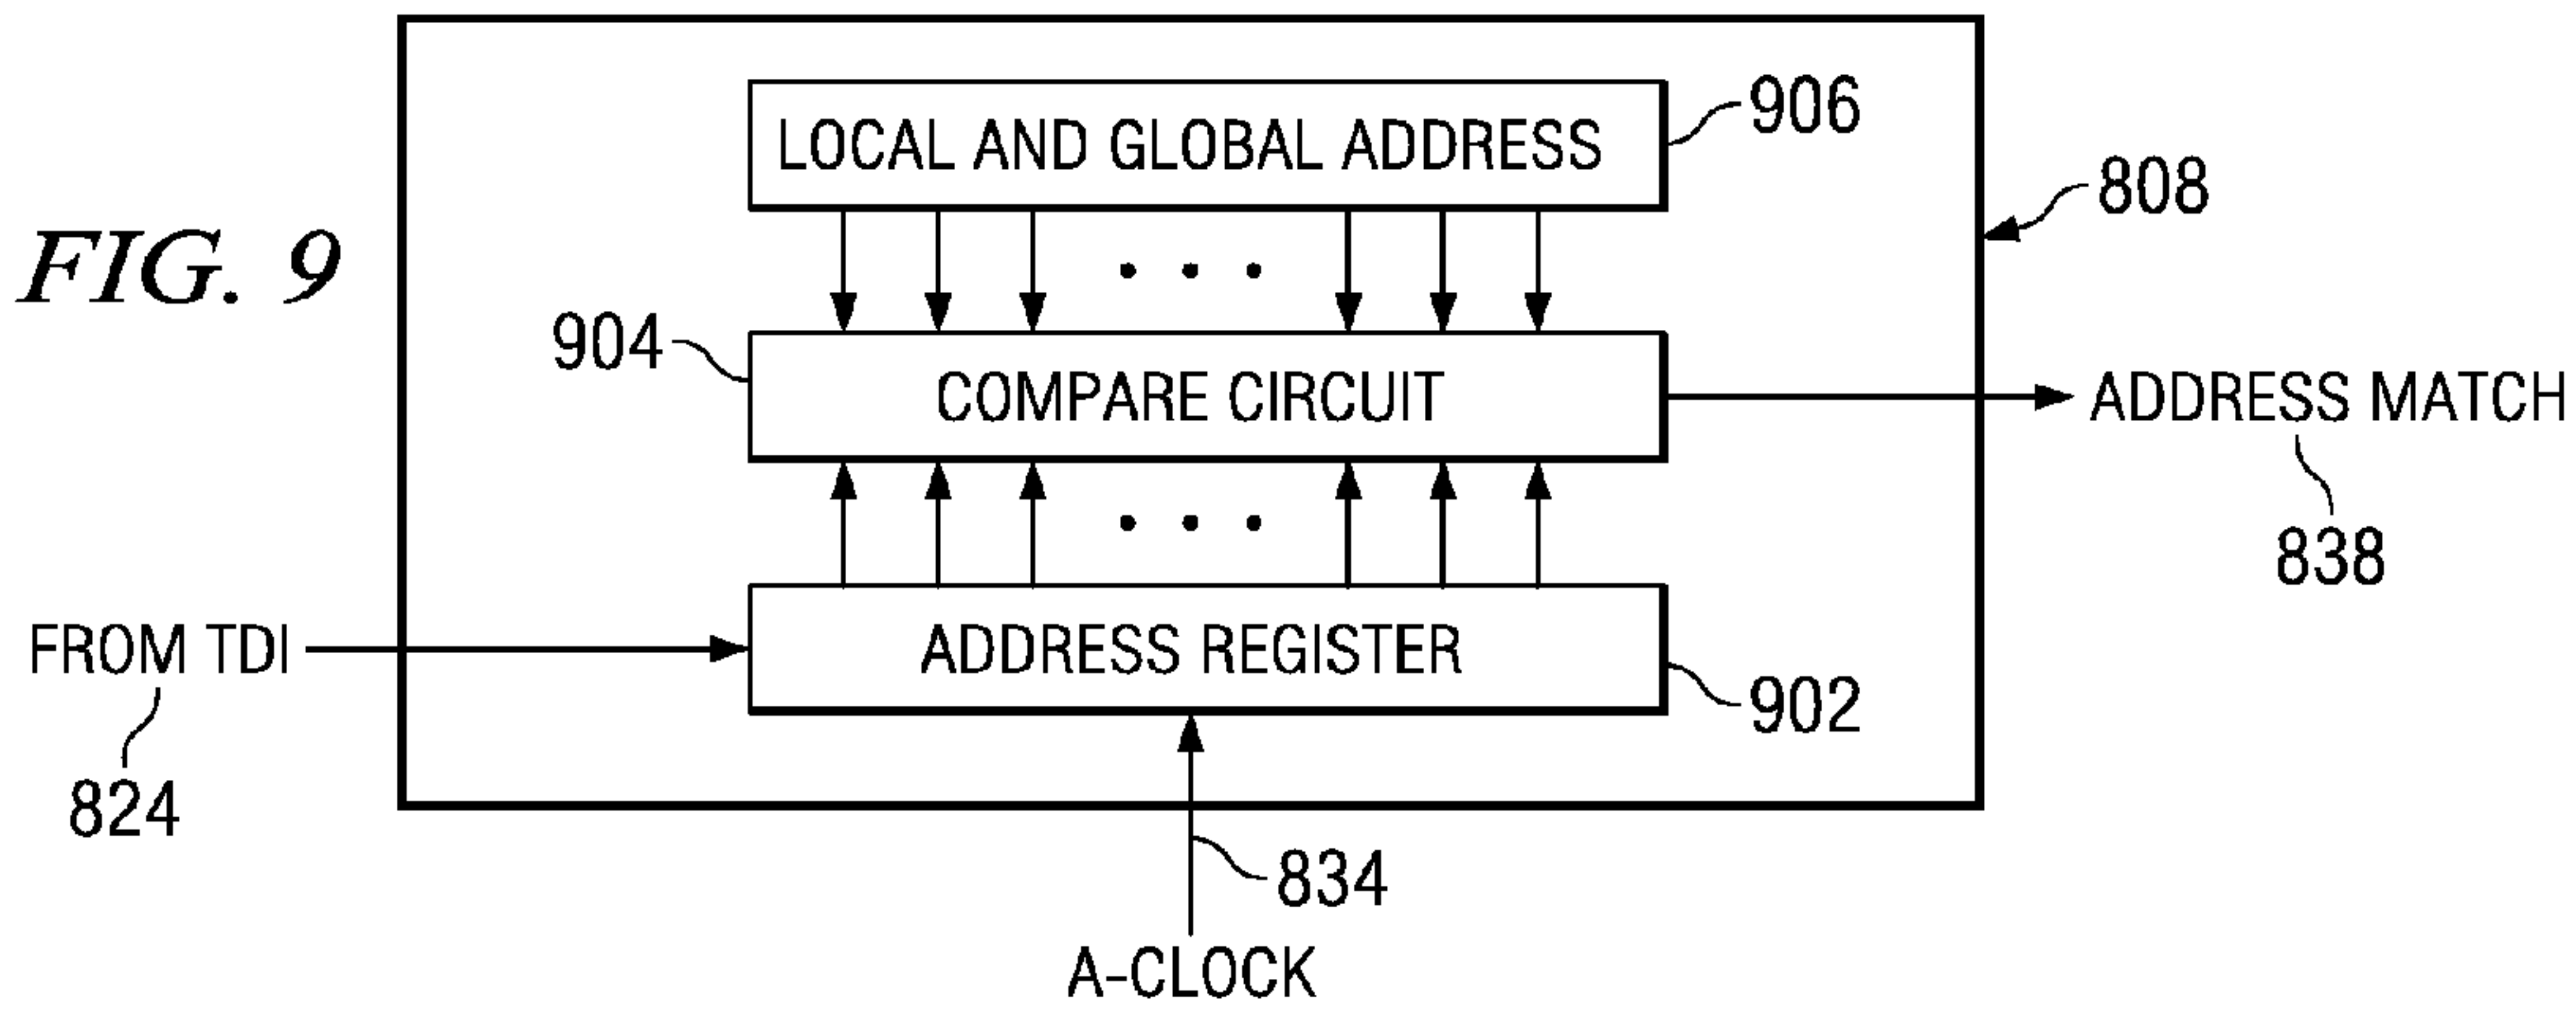 LOCAL AND GLOBAL ADDRESS
906
808
FIG. 9
904
COMPARE CIRCUIT
ADDRESS MATCH
838
FROM TDI
824
ADDRESS REGISTER
902
834
A-CLOCK